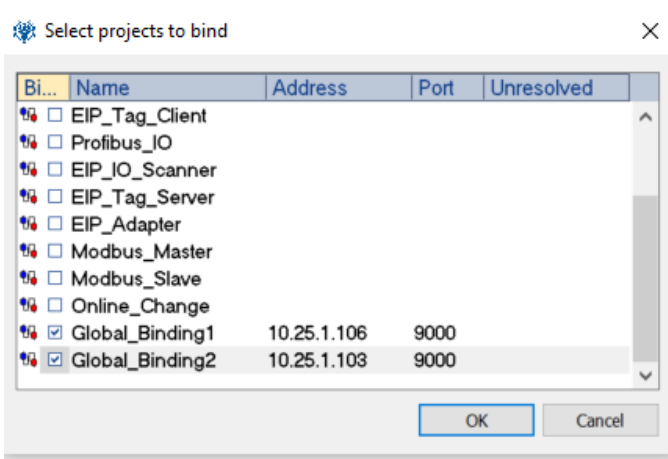 Select projects to bind
Bi... Name Address Port Unresolved
EIP_Tag_Client
Profibus_IO
EIP_IO_Scanner
EIP_Tag_Server
EIP_Adapter
Modbus_Master
Modbus_Slave
Online_Change
Global_Binding1 10.25.1.106 9000
Global_Binding2 10.25.1.103 9000
OK Cancel